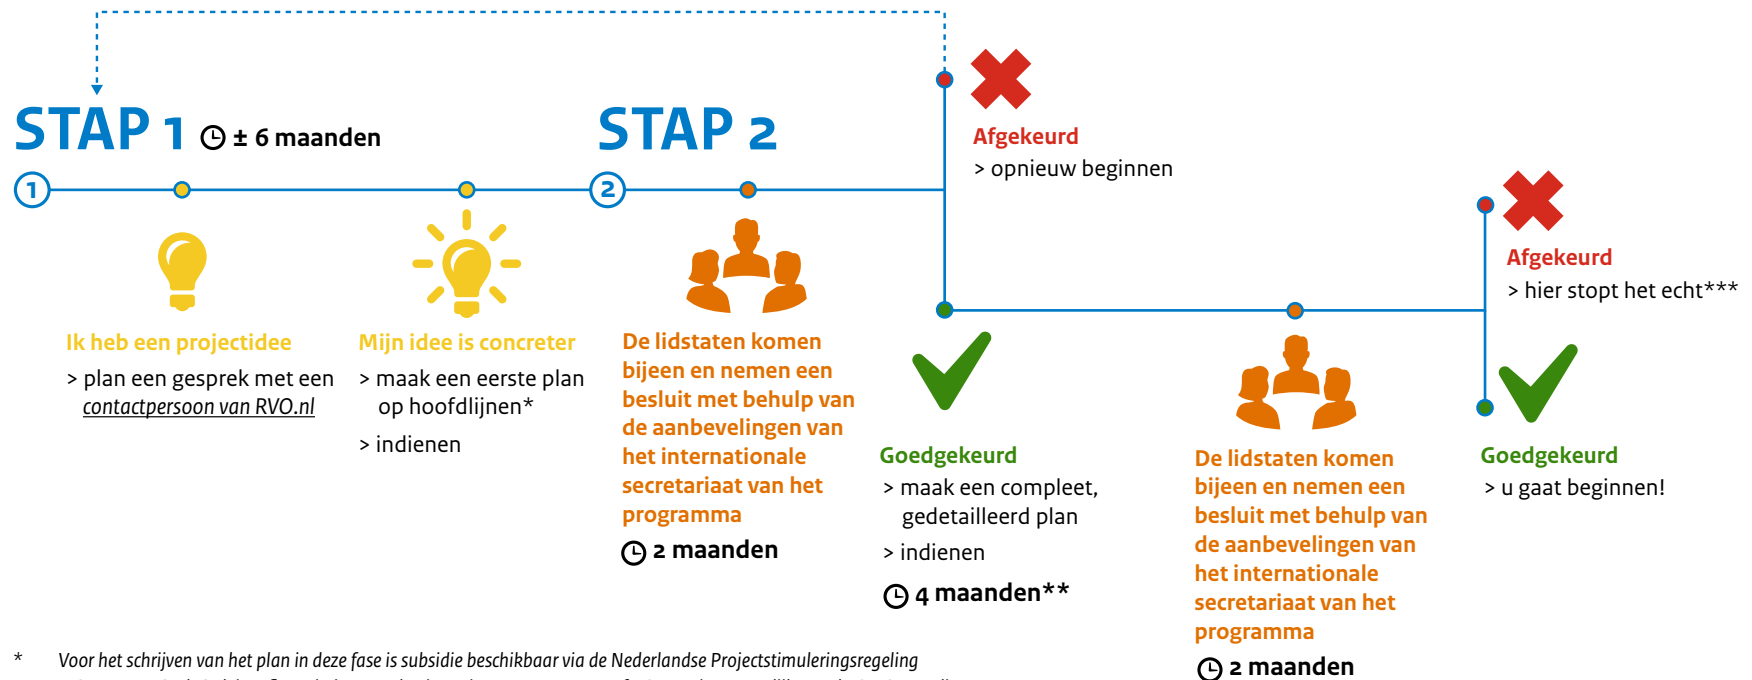 STAP 1 ± 6 maanden
1
Ik heb een projectidee
> plan een gesprek met een
contactpersoon van RVO.nl
Mijn idee is concreter
> maak een eerste plan
op hoofdlijnen*
> indienen
STAP 2
2
De lidstaten komen
bijeen en nemen een
besluit met behulp van
de aanbevelingen van
het internationale
secretariaat van het
programma
2 maanden
Afgekeurd
> opnieuw beginnen
Goedgekeurd
> maak een compleet,
gedetailleerd plan
> indienen
4 maanden**
De lidstaten komen
bijeen en nemen een
besluit met behulp van
de aanbevelingen van
het internationale
secretariaat van het
programma
2 maanden
Afgekeurd
> hier stopt het echt***
Goedgekeurd
> u gaat beginnen!
* Voor het schrijven van het plan in deze fase is subsidie beschikbaar via de Nederlandse Projectstimuleringsregeling